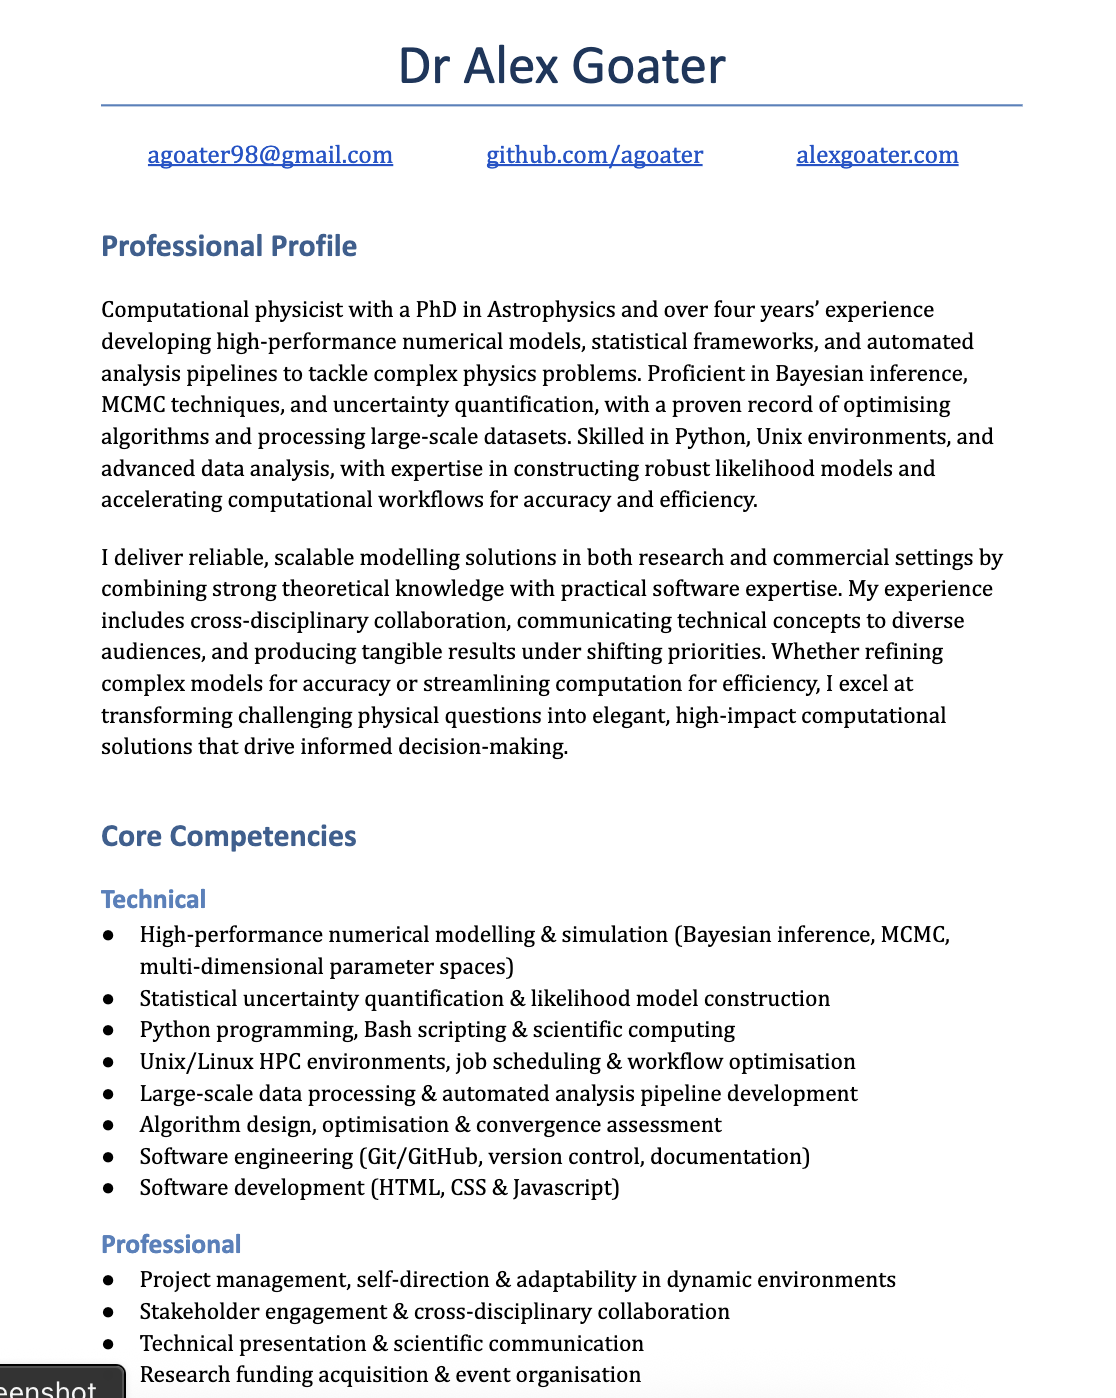 Dr Alex Goater
agoater98@gmail.com github.com/agoater alexgoater.com
Professional Profile
Computational physicist with a PhD in Astrophysics and over four years’ experience
developing high-performance numerical models, statistical frameworks, and automated
analysis pipelines to tackle complex physics problems. Proficient in Bayesian inference,
MCMC techniques, and uncertainty quantification, with a proven record of optimising
algorithms and processing large-scale datasets. Skilled in Python, Unix environments, and
advanced data analysis, with expertise in constructing robust likelihood models and
accelerating computational workflows for accuracy and efficiency.
I deliver reliable, scalable modelling solutions in both research and commercial settings by
combining strong theoretical knowledge with practical software expertise. My experience
includes cross-disciplinary collaboration, communicating technical concepts to diverse
audiences, and producing tangible results under shifting priorities. Whether refining
complex models for accuracy or streamlining computation for efficiency, I excel at
transforming challenging physical questions into elegant, high-impact computational
solutions that drive informed decision-making.
Core Competencies
Technical
● High-performance numerical modelling & simulation (Bayesian inference, MCMC,
multi-dimensional parameter spaces)
● Statistical uncertainty quantification & likelihood model construction
● Python programming, Bash scripting & scientific computing
● Unix/Linux HPC environments, job scheduling & workflow optimisation
● Large-scale data processing & automated analysis pipeline development
● Algorithm design, optimisation & convergence assessment
● Software engineering (Git/GitHub, version control, documentation)
● Software development (HTML, CSS & Javascript)
Professional
● Project management, self-direction & adaptability in dynamic environments
● Stakeholder engagement & cross-disciplinary collaboration
● Technical presentation & scientific communication
Research funding acquisition & event organisation
eenshot